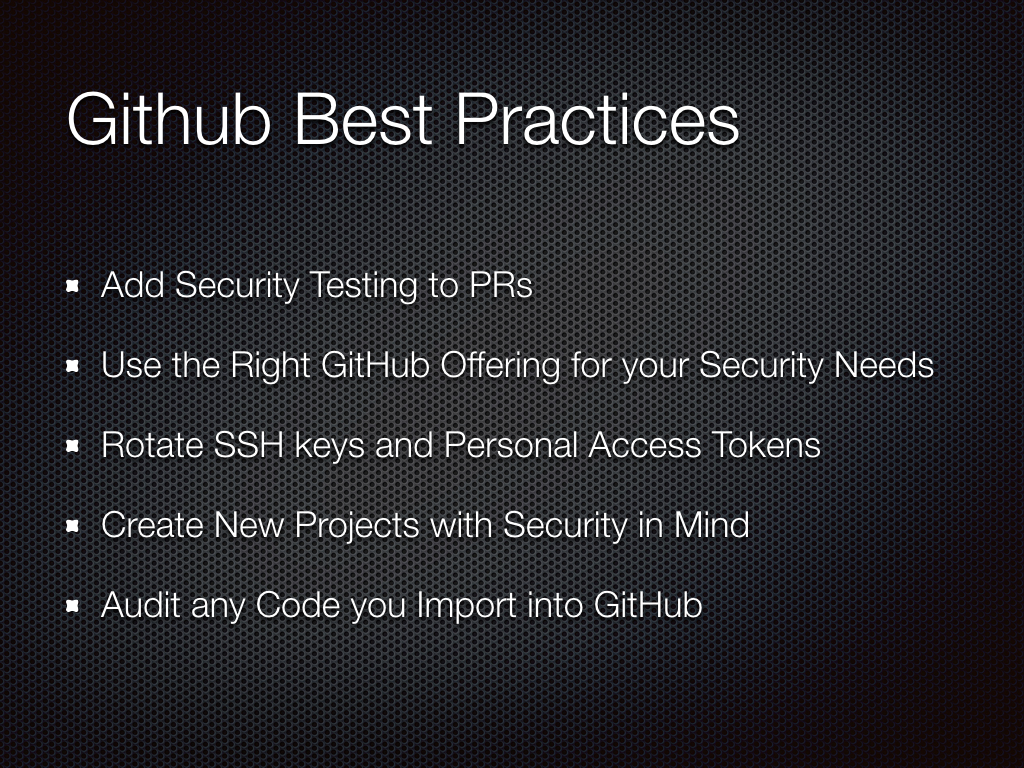 Github Best Practices
Add Security Testing to PRs
Use the Right GitHub Offering for your Security Needs
Rotate SSH keys and Personal Access Tokens
Create New Projects with Security in Mind
Audit any Code you Import into GitHub